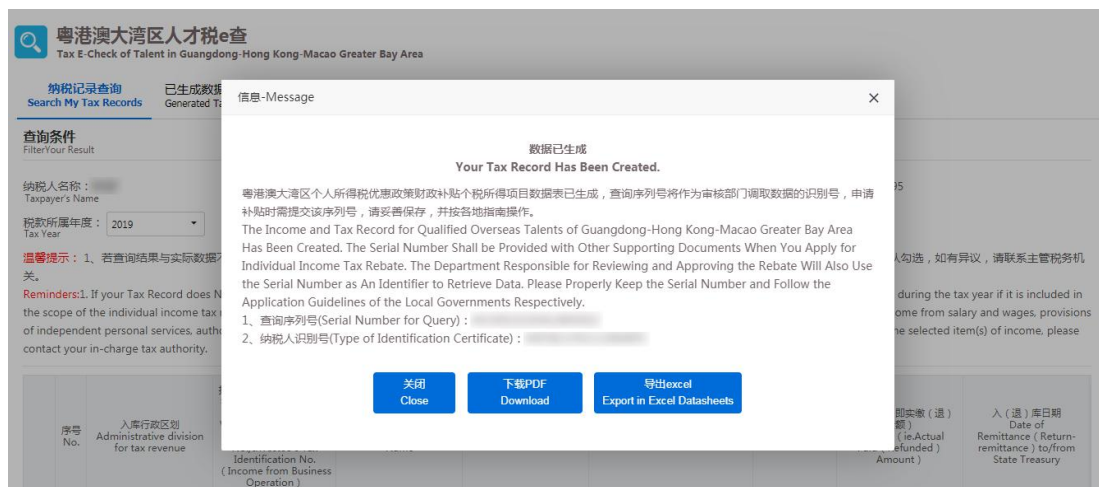 粤港澳大湾区人才税e查
Tax E-Check of Talent in Guangdong-Hong Kong-Macao Greater Bay Area
纳税记录查询
Search My Tax Records
已生成数据
Generated
查询条件
FilterYour Result
纳税人名称：
Taxpayer's Name
税款所属年度：
2019
Tax Year
温馨提示：1、若查询结果与实际数据
勾选，如有异议，请联系主管税务机
关。
Reminders:1. If your Tax Record does
during the tax year if it is included in
the scope of the individual income tax
ome from salary and wages, provisions
of independent personal services,
he selected item(s) of income, please
contact your in-charge tax authority.
信息-Message
数据已生成
Your Tax Record Has Been Created.
粤港澳大湾区个人所得税优惠政策财政补贴个税所得项目数据表已生成，查询序列号将作为审核部门调取数据的识别号，申请
补贴时需提交该序列号，请妥善保存，并按各地指南操作。
The Income and Tax Record for Qualified Overseas Talents of Guangdong-Hong Kong-Macao Greater Bay Area
Has Been Created. The Serial Number Shall be Provided with Other Supporting Documents When You Apply for
Individual Income Tax Rebate. The Department Responsible for Reviewing and Approving the Rebate Will Also Use
the Serial Number as An Identifier to Retrieve Data. Please Properly Keep the Serial Number and Follow the
Application Guidelines of the Local Governments Respectively.
1、查询序列号(Serial Number for Query)：
2、纳税人识别号(Type of Identification Certificate)：
关闭
Close
下载PDF
Download
导出excel
Export in Excel Datasheets
序号
No.
入库行政区划
Administrative division
for tax revenue
Identification No.
( Income from Business
Operation )
即实缴（退）
额）
( ie.Actual
Refunded )
Amount )
入（退）库日期
Date of
Remittance ( Return-
remittance ) to/from
State Treasury